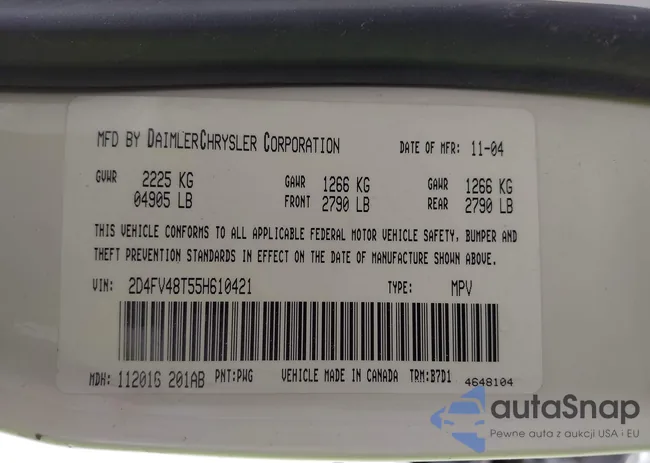 MFD BY DAIMLERCHRYSLER CORPORATION DATE OF MFR: 11-04
GVWR 2225 KG GAWR 1266 KG GAWR 1266 KG
04905 LB FRONT 2790 LB REAR 2790 LB
THIS VEHICLE CONFORMS TO ALL APPLICABLE FEDERAL MOTOR VEHICLE SAFETY, BUMPER AND
THEFT PREVENTION STANDARDS IN EFFECT ON THE DATE OF MANUFACTURE SHOWN ABOVE.
VIN: 2D4FV48T55H610421 TYPE: MPV
MDH: 112016 201AB PNT:PWG VEHICLE MADE IN CANADA TRM:B7D1 4648104
autaSnap
Pewne auta z aukcji USA i EU